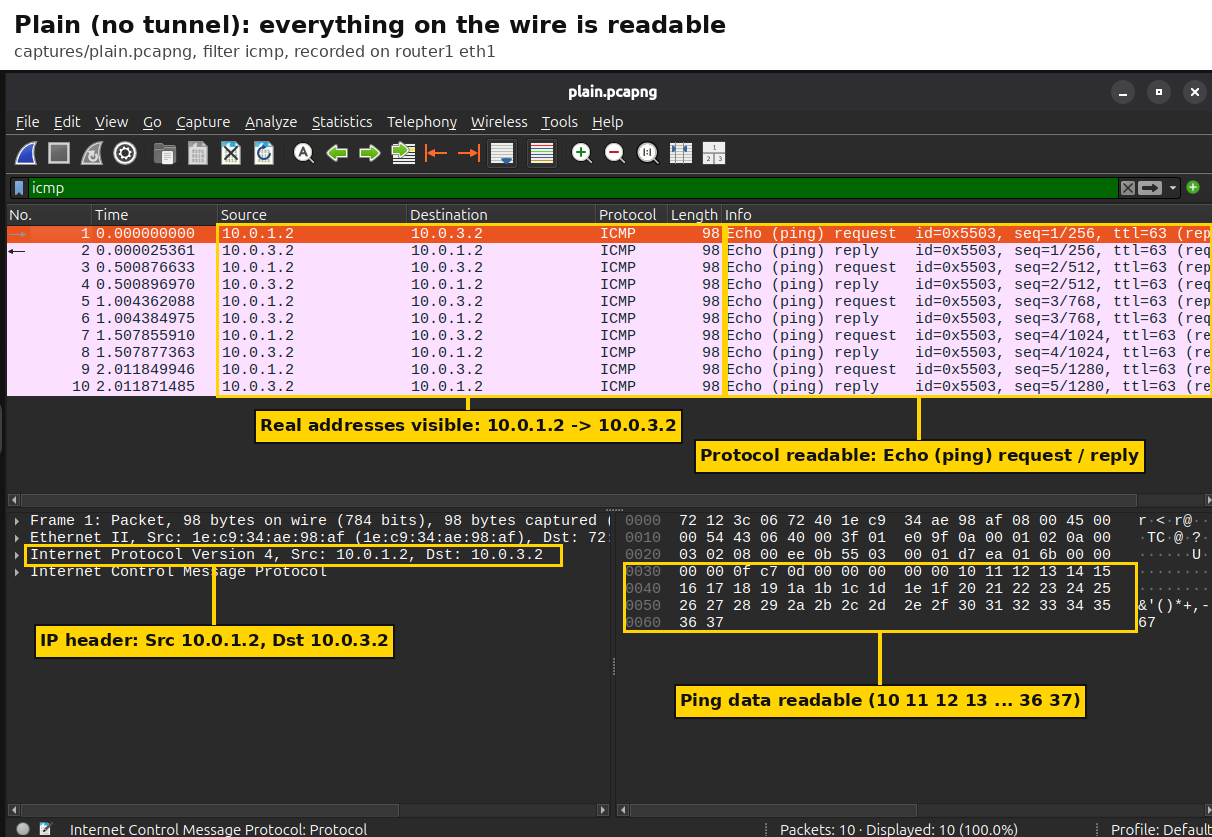 Plain (no tunnel): everything on the wire is readable
captures/plain.pcapng, filter icmp, recorded on router1 eth1
plain.pcapng
File Edit View Go Capture Analyze Statistics Telephony Wireless Tools Help
icmp
No. Time Source Destination Protocol Length Info
1 0.000000000 10.0.1.2 10.0.3.2 ICMP 98 Echo (ping) request id=0x5503, seq=1/256, ttl=63 (rep
2 0.000025361 10.0.3.2 10.0.1.2 ICMP 98 Echo (ping) reply id=0x5503, seq=1/256, ttl=63 (req
3 0.500876633 10.0.1.2 10.0.3.2 ICMP 98 Echo (ping) request id=0x5503, seq=2/512, ttl=63 (rep
4 0.500896970 10.0.3.2 10.0.1.2 ICMP 98 Echo (ping) reply id=0x5503, seq=2/512, ttl=63 (req
5 1.004362088 10.0.1.2 10.0.3.2 ICMP 98 Echo (ping) request id=0x5503, seq=3/768, ttl=63 (rep
6 1.004384975 10.0.3.2 10.0.1.2 ICMP 98 Echo (ping) reply id=0x5503, seq=3/768, ttl=63 (req
7 1.507855910 10.0.1.2 10.0.3.2 ICMP 98 Echo (ping) request id=0x5503, seq=4/1024, ttl=63 (re
8 1.507877363 10.0.3.2 10.0.1.2 ICMP 98 Echo (ping) reply id=0x5503, seq=4/1024, ttl=63 (re
9 2.011849946 10.0.1.2 10.0.3.2 ICMP 98 Echo (ping) request id=0x5503, seq=5/1280, ttl=63 (re
10 2.011871485 10.0.3.2 10.0.1.2 ICMP 98 Echo (ping) reply id=0x5503, seq=5/1280, ttl=63 (re
Real addresses visible: 10.0.1.2 -> 10.0.3.2
Protocol readable: Echo (ping) request / reply
Frame 1: Packet, 98 bytes on wire (784 bits), 98 bytes captured (
Ethernet II, Src: 1e:c9:34:ae:98:af (1e:c9:34:ae:98:af), Dst: 72:
Internet Protocol Version 4, Src: 10.0.1.2, Dst: 10.0.3.2
Internet Control Message Protocol
IP header: Src 10.0.1.2, Dst 10.0.3.2
0000 72 12 3c 06 72 40 1e c9 34 ae 98 af 08 00 45 00 r·<·r@··
0010 00 54 43 06 40 00 3f 01 e0 9f 0a 00 01 02 0a 00 ·TC·@·?·
0020 03 02 08 00 ee 0b 55 03 00 01 d7 ea 01 6b 00 00 ······U·
0030 00 00 0f c7 0d 00 00 00 00 00 10 11 12 13 14 15 ········
0040 16 17 18 19 1a 1b 1c 1d 1e 1f 20 21 22 23 24 25 ········
0050 26 27 28 29 2a 2b 2c 2d 2e 2f 30 31 32 33 34 35 &'()*+,-
0060 36 37 67
Ping data readable (10 11 12 13 ... 36 37)
Internet Control Message Protocol: Protocol
Packets: 10 · Displayed: 10 (100.0%)
Profile: Default